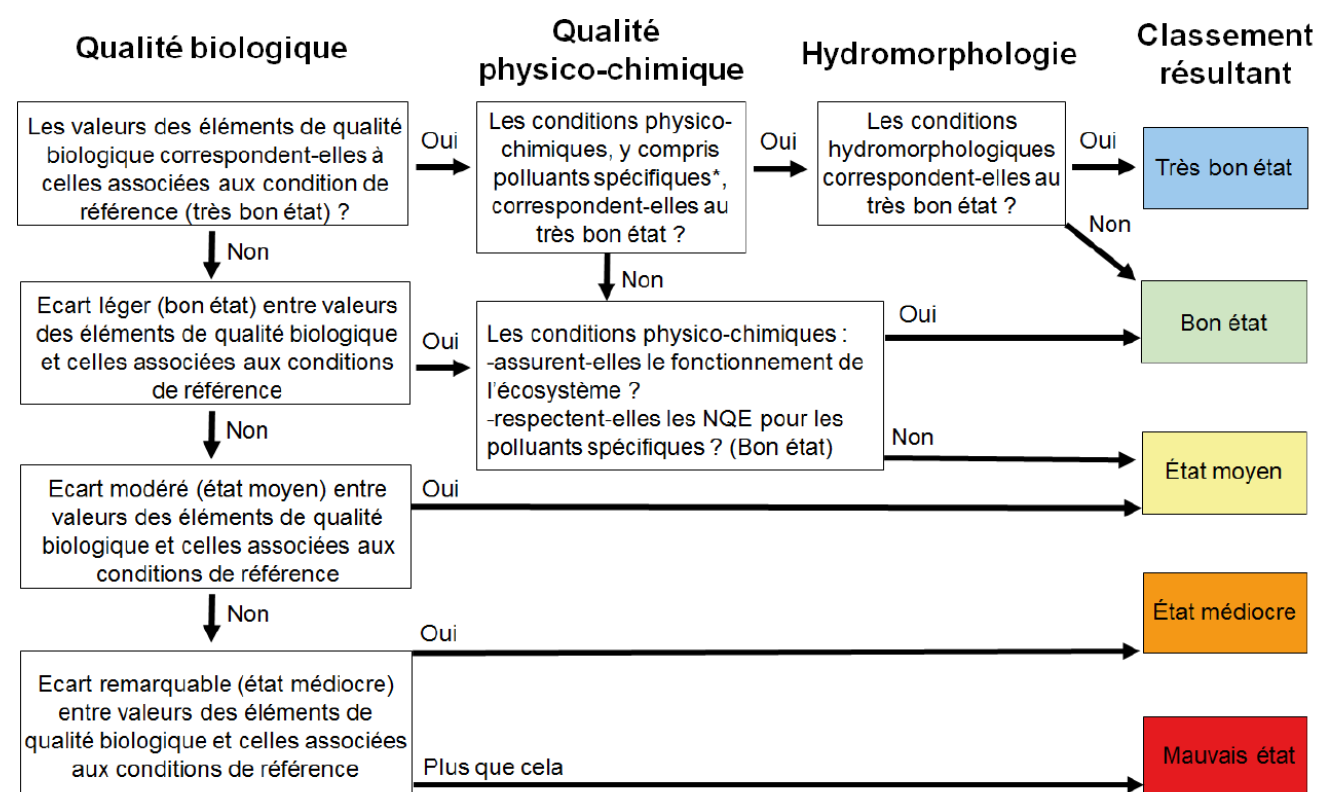 Qualité biologique
Qualité
physico-chimique
Hydromorphologie
Classement
résultant
Les valeurs des éléments de qualité
biologique correspondent-elles à
celles associées aux condition de
référence (très bon état) ?
Oui
Les conditions physico-
chimiques, y compris
polluants spécifiques*,
correspondent-elles au
très bon état ?
Oui
Les conditions
hydromorphologiques
correspondent-elles au
très bon état ?
Oui
Très bon état
Non
Non
Non
Ecart léger (bon état) entre valeurs
des éléments de qualité biologique
et celles associées aux conditions
de référence
Oui
Les conditions physico-chimiques :
-assurent-elles le fonctionnement de
l'écosystème ?
-respectent-elles les NQE pour les
polluants spécifiques ? (Bon état)
Oui
Bon état
Non
Non
État moyen
Ecart modéré (état moyen) entre
valeurs des éléments de qualité
biologique et celles associées aux
conditions de référence
Oui
Non
Oui
État médiocre
Ecart remarquable (état médiocre)
entre valeurs des éléments de
qualité biologique et celles associées
aux conditions de référence
Plus que cela
Mauvais état